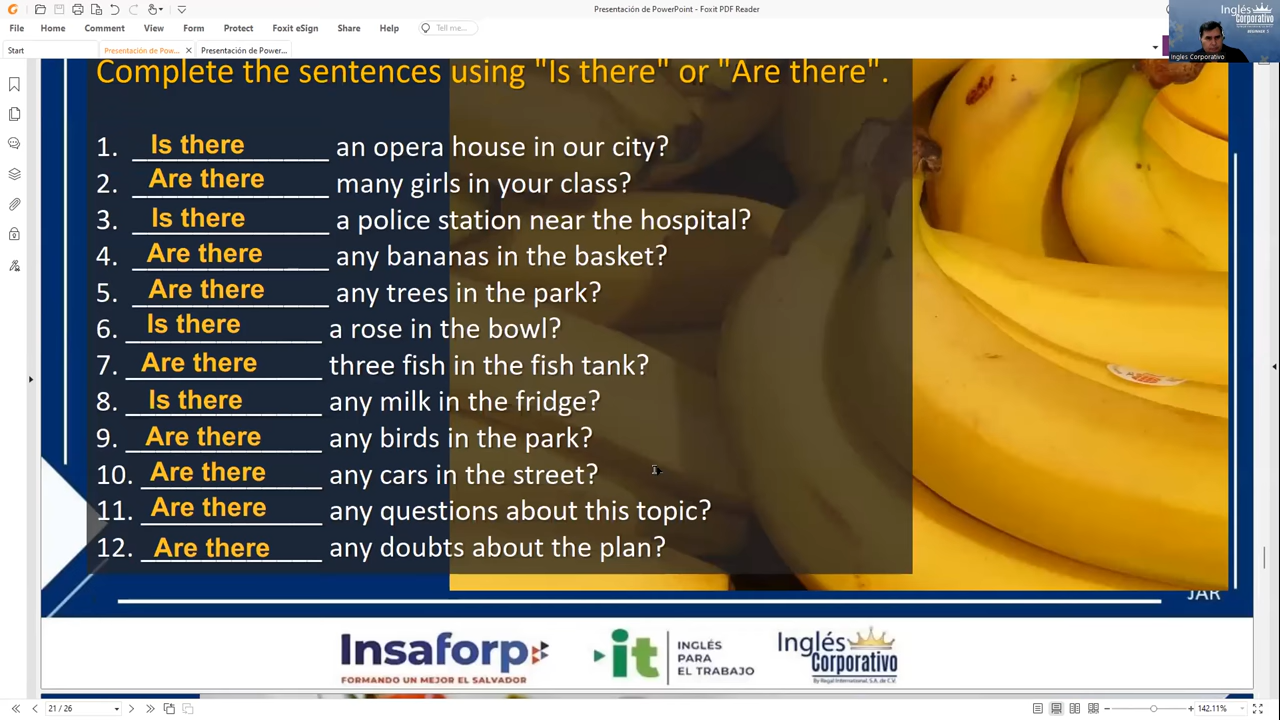 Presentación de PowerPoint - Foxit PDF Reader
File Home Comment View Form Protect Foxit eSign Share Help Tell me...
Start Presentación de Pow... × Presentación de Power...
Inglés
Corporativo
BEGINNER 2
Ingles Corporativo
Complete the sentences using "Is there" or "Are there".
1. Is there an opera house in our city?
2. Are there many girls in your class?
3. Is there a police station near the hospital?
4. Are there any bananas in the basket?
5. Are there any trees in the park?
6. Is there a rose in the bowl?
7. Are there three fish in the fish tank?
8. Is there any milk in the fridge?
9. Are there any birds in the park?
10. Are there any cars in the street?
11. Are there any questions about this topic?
12. Are there any doubts about the plan?
JAR
Insaforp
FORMANDO UN MEJOR EL SALVADOR
it
INGLÉS
PARA
EL TRABAJO
Inglés
Corporativo
By Regal International, S.A. de C.V.
21 / 26
142.11%